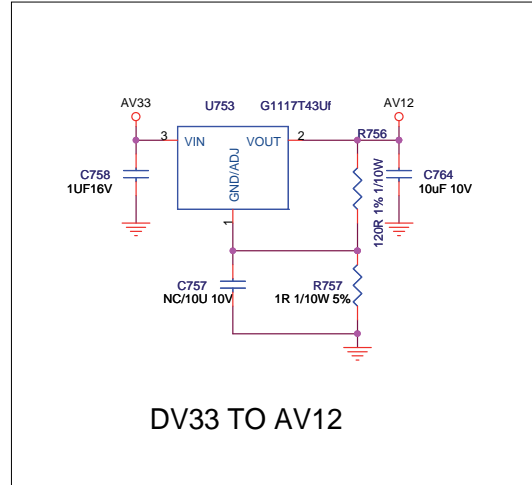 U753 G1117T43Uf
AV33 AV12
3 VIN VOUT 2
GND/ADJ
1
R756
120R 1% 1/10W
C758
1UF16V
C764
10uF 10V
C757
NC/10U 10V
R757
1R 1/10W 5%
DV33 TO AV12